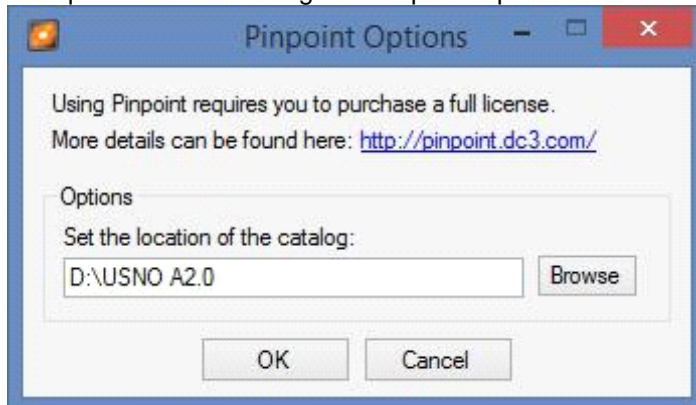 Pinpoint Options
Using Pinpoint requires you to purchase a full license.
More details can be found here: http://pinpoint.dc3.com/
Options
Set the location of the catalog:
D:\USNO A2.0
Browse
OK
Cancel